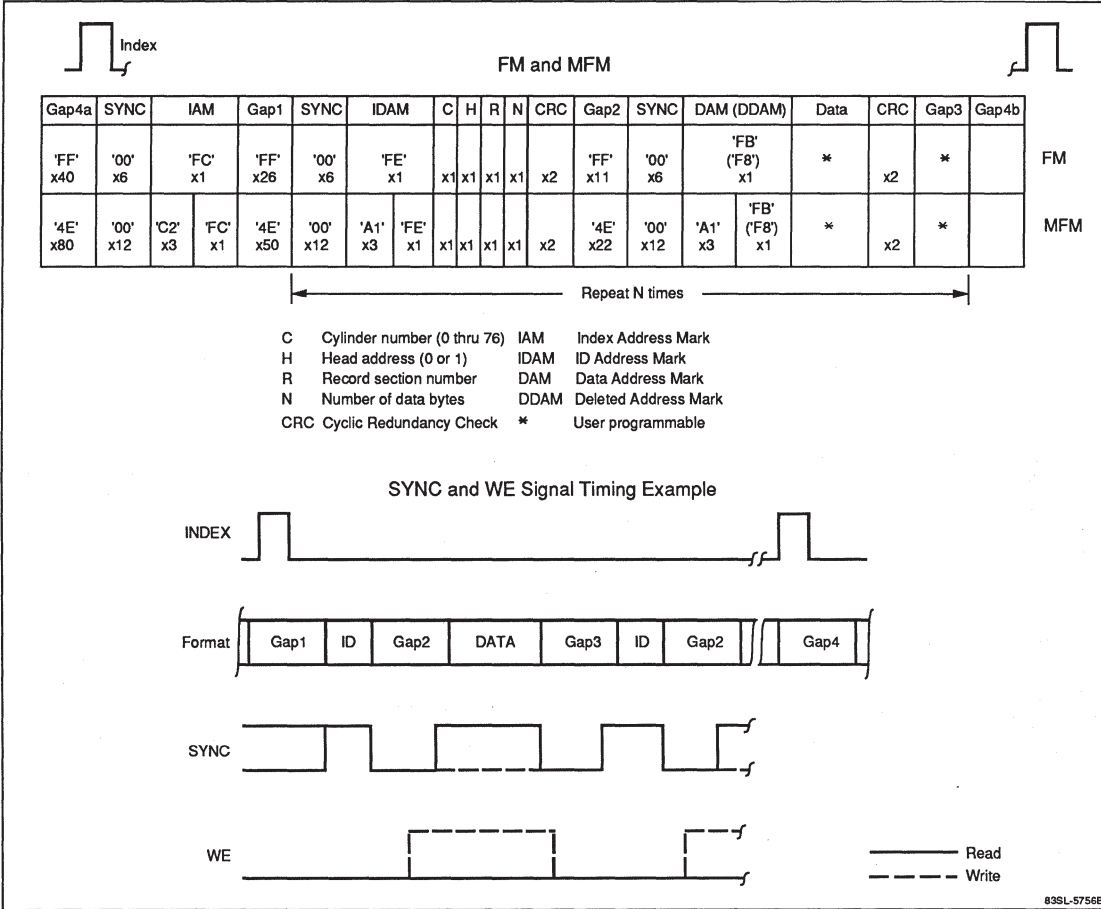 Index
FM and MFM
Gap4a SYNC IAM Gap1 SYNC IDAM C H R N CRC Gap2 SYNC DAM (DDAM) Data CRC Gap3 Gap4b
'FF' x40 '00' x6 'FC' x1 'FF' x26 '00' x6 'FE' x1 x1 x1 x1 x1 x2 'FF' x11 '00' x6 'FB' ('F8') x1 * x2 * FM
'4E' x80 '00' x12 'C2' x3 'FC' x1 '4E' x50 '00' x12 'A1' x3 'FE' x1 x1 x1 x1 x1 x2 '4E' x22 '00' x12 'A1' x3 'FB' ('F8') x1 * x2 * MFM
Repeat N times
C Cylinder number (0 thru 76) IAM Index Address Mark
H Head address (0 or 1) IDAM ID Address Mark
R Record section number DAM Data Address Mark
N Number of data bytes DDAM Deleted Address Mark
CRC Cyclic Redundancy Check * User programmable
SYNC and WE Signal Timing Example
INDEX
Format Gap1 ID Gap2 DATA Gap3 ID Gap2 Gap4
SYNC
WE
Read
Write
83SL-5756B